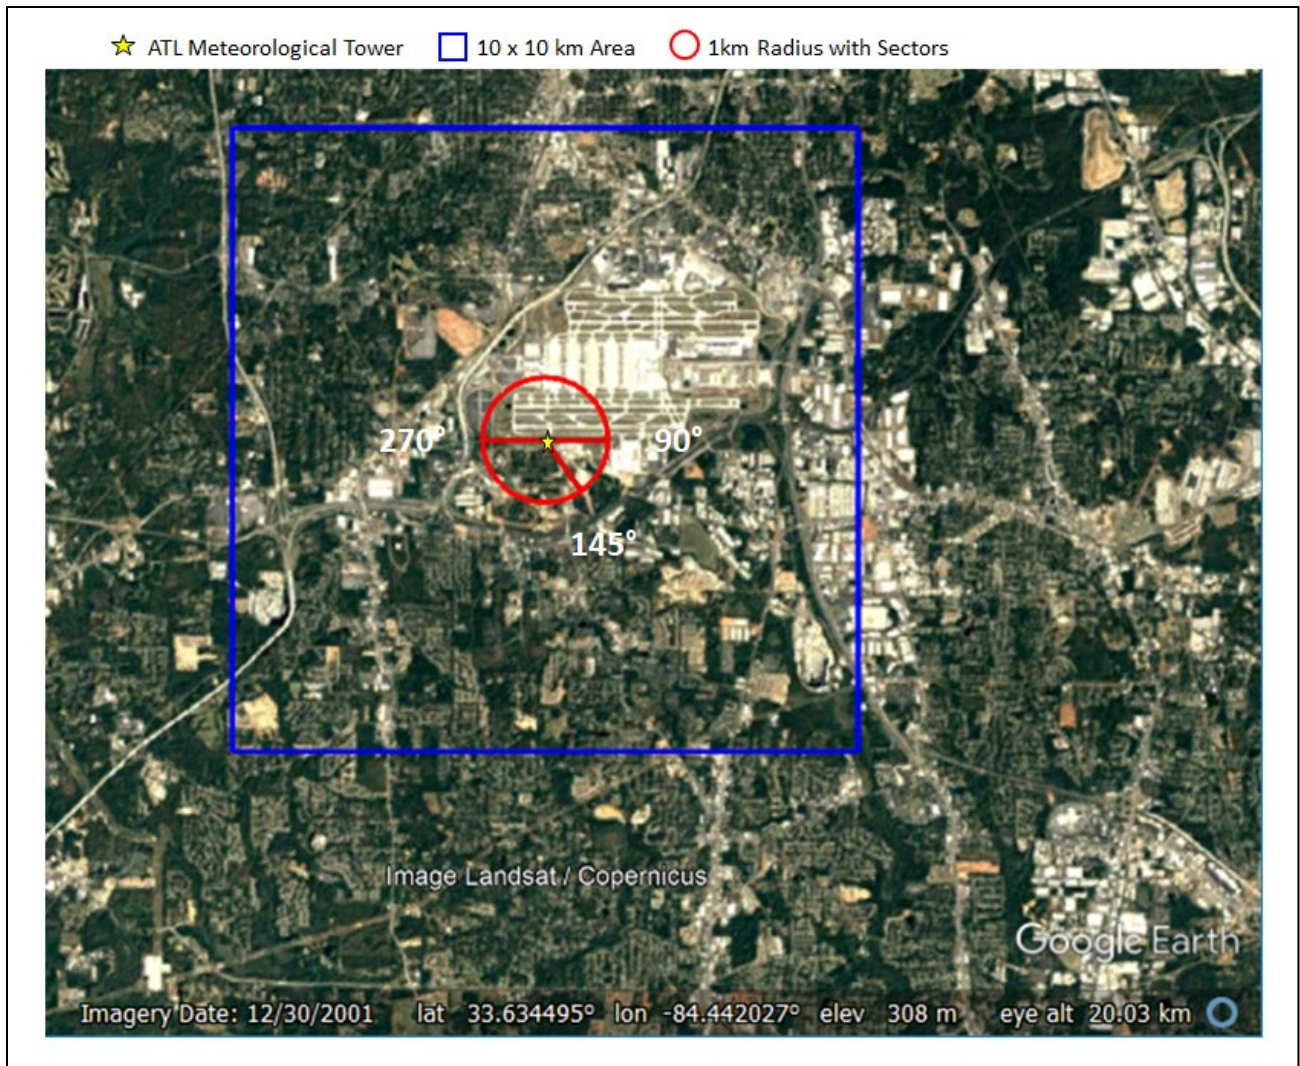 ATL Meteorological Tower 10 x 10 km Area 1km Radius with Sectors
270° 90°
145°
Image Landsat / Copernicus
Google Earth
Imagery Date: 12/30/2001 lat 33.634495° lon -84.442027° elev 308 m eye alt 20.03 km